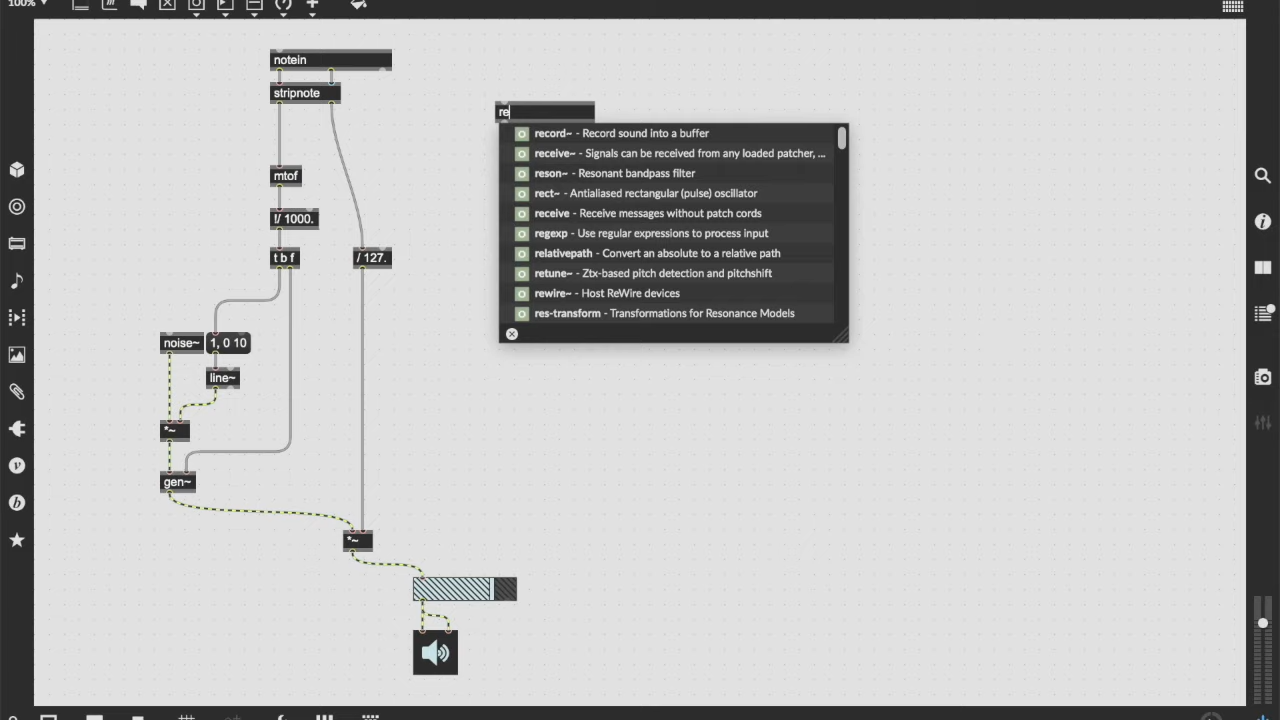 100%
notein
stripnote
re
record~ - Record sound into a buffer
receive~ - Signals can be received from any loaded patcher, ...
reson~ - Resonant bandpass filter
rect~ - Antialiased rectangular (pulse) oscillator
receive - Receive messages without patch cords
regexp - Use regular expressions to process input
relativepath - Convert an absolute to a relative path
retune~ - Ztx-based pitch detection and pitchshift
rewire~ - Host ReWire devices
res-transform - Transformations for Resonance Models
mtof
!/ 1000.
t b f
/ 127.
noise~
1, 0 10
line~
*~
gen~
*~